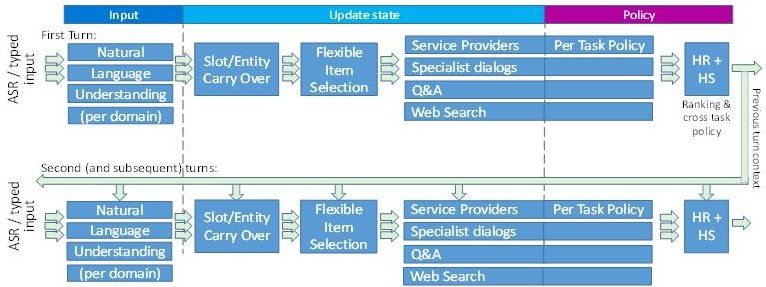 Input
Update state
Policy
First Turn:
ASR / typed
input
Natural
Language
Understanding
(per domain)
Slot/Entity
Carry Over
Flexible
Item
Selection
Service Providers
Specialist dialogs
Q&A
Web Search
Per Task Policy
HR +
HS
Ranking &
cross task
policy
Previous turn context
Second (and subsequent) turns:
ASR / typed
input
Natural
Language
Understanding
(per domain)
Slot/Entity
Carry Over
Flexible
Item
Selection
Service Providers
Specialist dialogs
Q&A
Web Search
Per Task Policy
HR +
HS